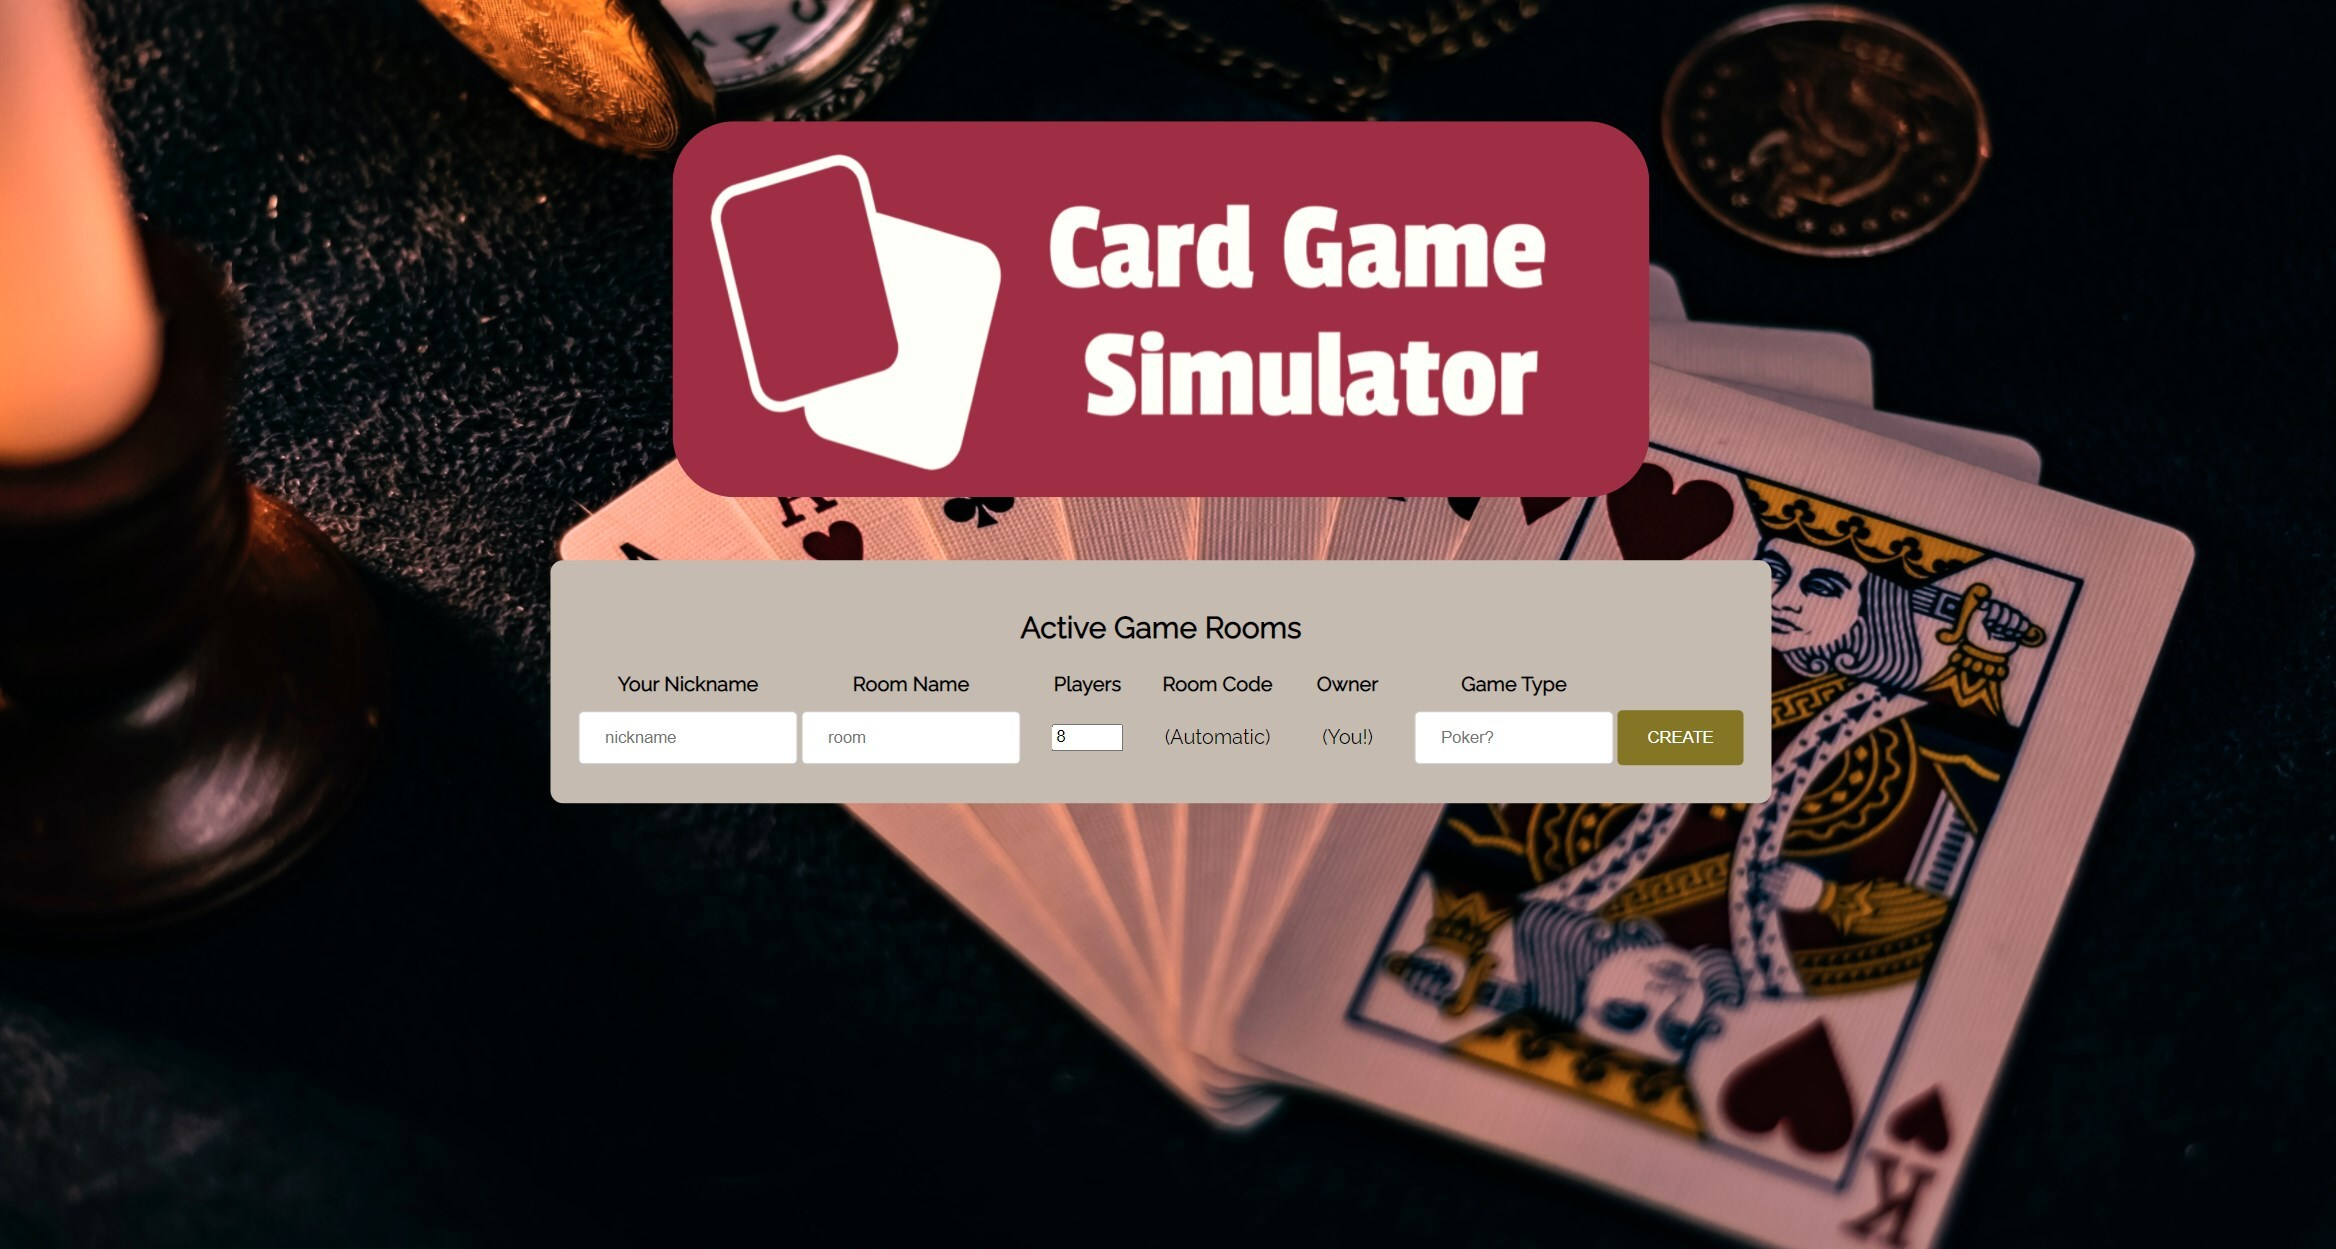 Card Game
Simulator
Active Game Rooms
Your Nickname Room Name Players Room Code Owner Game Type
nickname room 8 (Automatic) (You!) Poker? CREATE
K